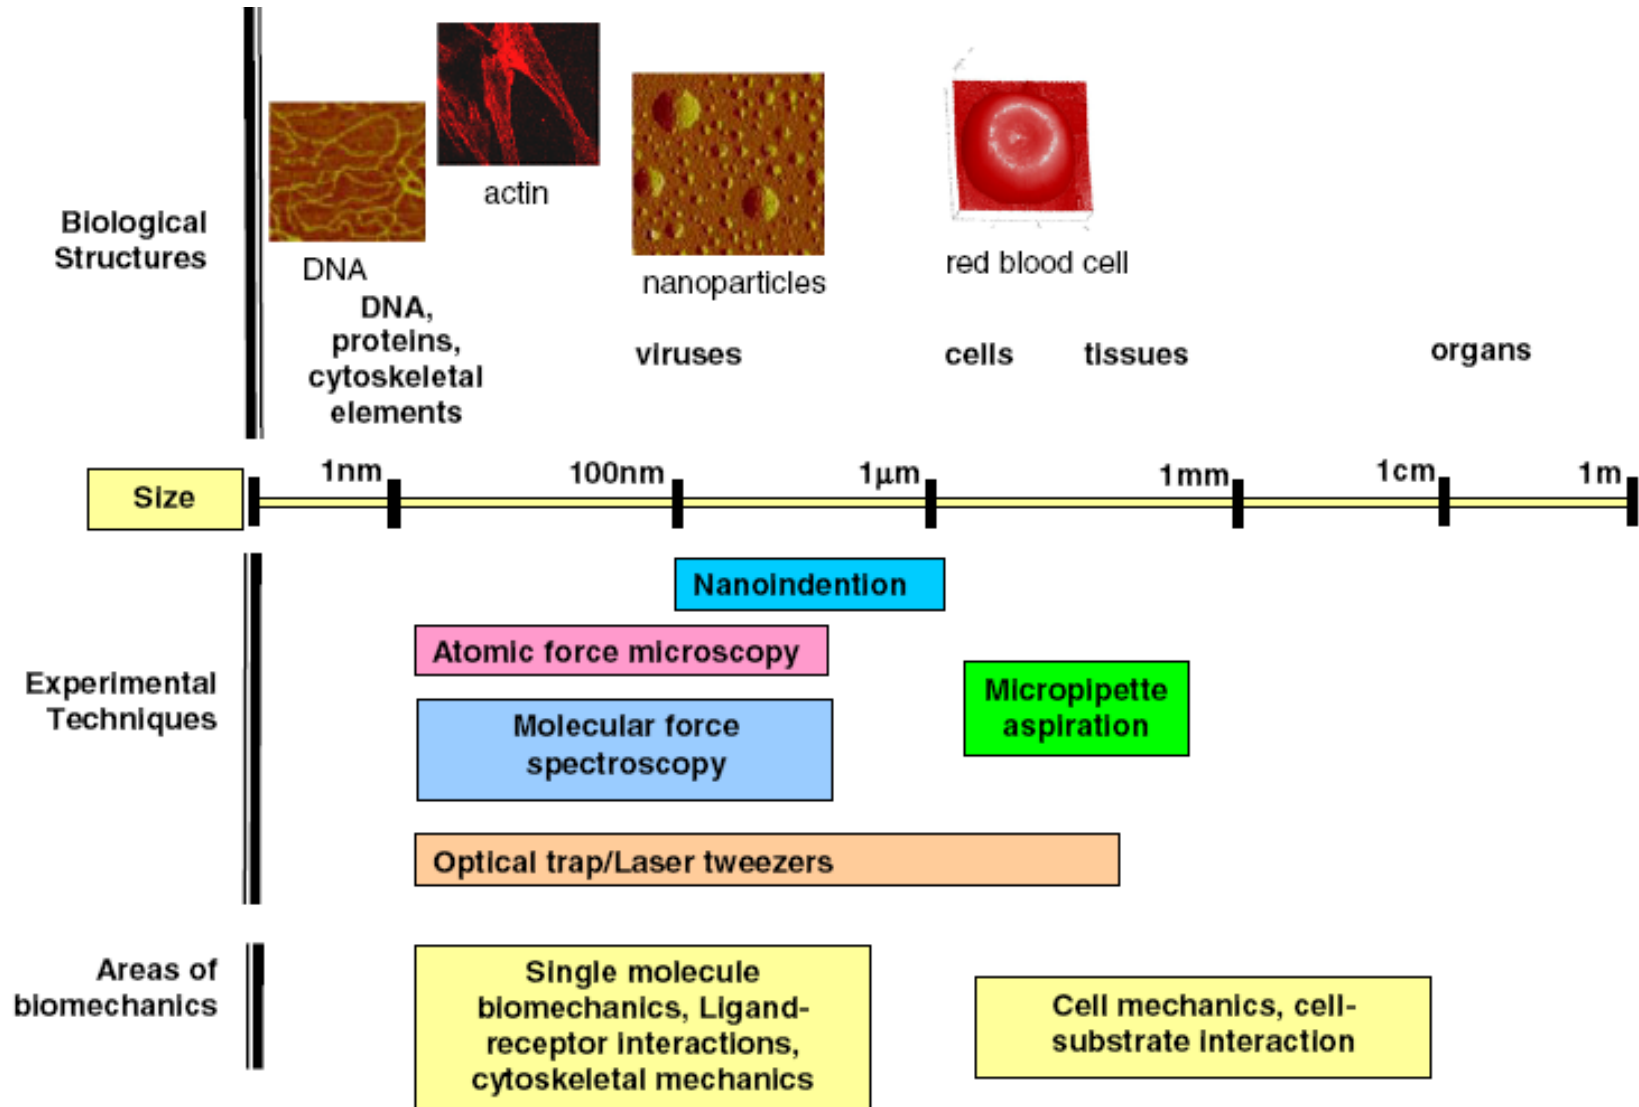 actin
DNA
nanoparticles
red blood cell
Biological
Structures
DNA,
proteins,
cytoskeletal
elements
viruses
cells
tissues
organs
Size
1nm
100nm
1μm
1mm
1cm
1m
Experimental
Techniques
Nanoindention
Atomic force microscopy
Molecular force
spectroscopy
Micropipette
aspiration
Optical trap/Laser tweezers
Areas of
biomechanics
Single molecule
biomechanics, Ligand-
receptor interactions,
cytoskeletal mechanics
Cell mechanics, cell-
substrate interaction